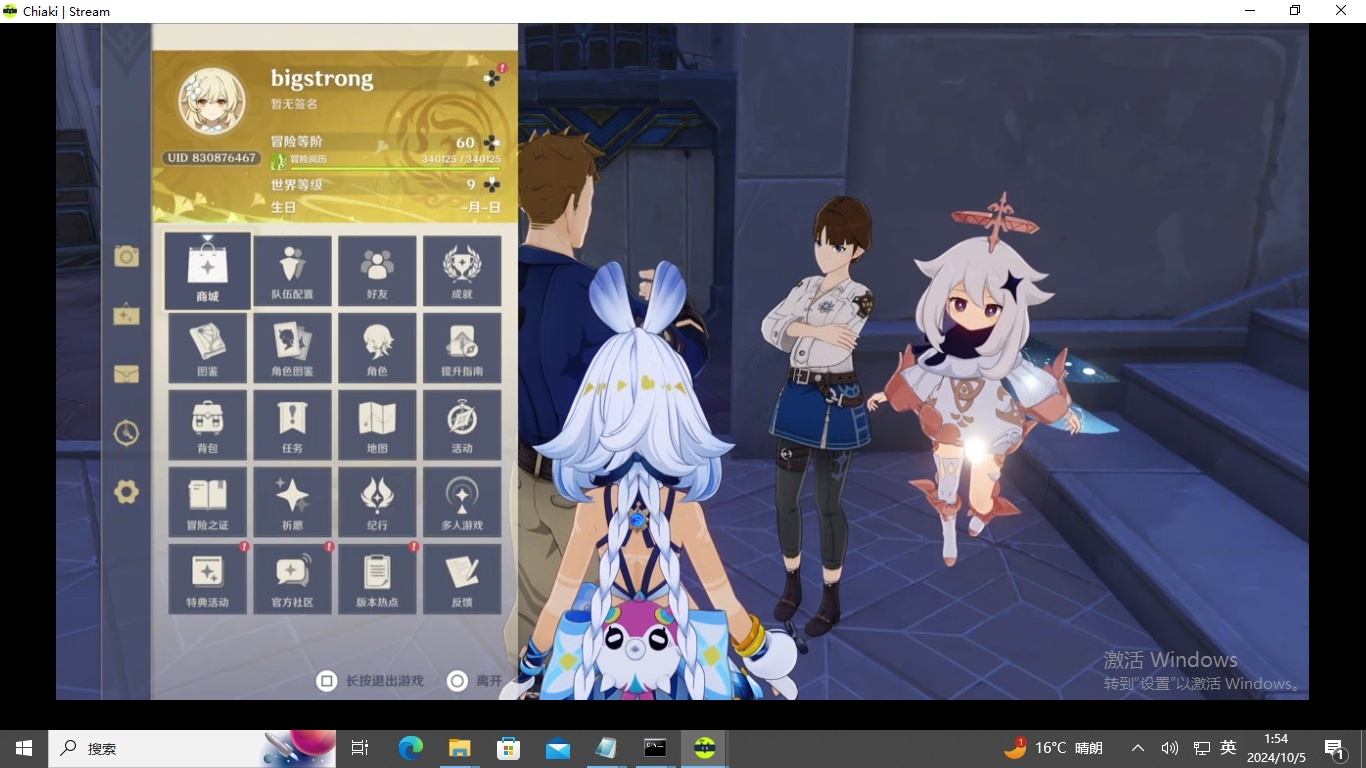 Chiaki | Stream
bigstrong
暂无签名
冒险等阶 60
UID 830876467
冒险阅历 340125 / 340125
世界等级 9
生日 -月-日
商城 队伍配置 好友 成就
图鉴 角色图鉴 角色 提升指南
背包 任务 地图 活动
冒险之证 祈愿 纪行 多人游戏
特典活动 官方社区 版本热点 反馈
长按退出游戏 离开
激活 Windows
转到"设置"以激活 Windows。
搜索
1
16°C 晴朗
英
1:54
2024/10/5
1